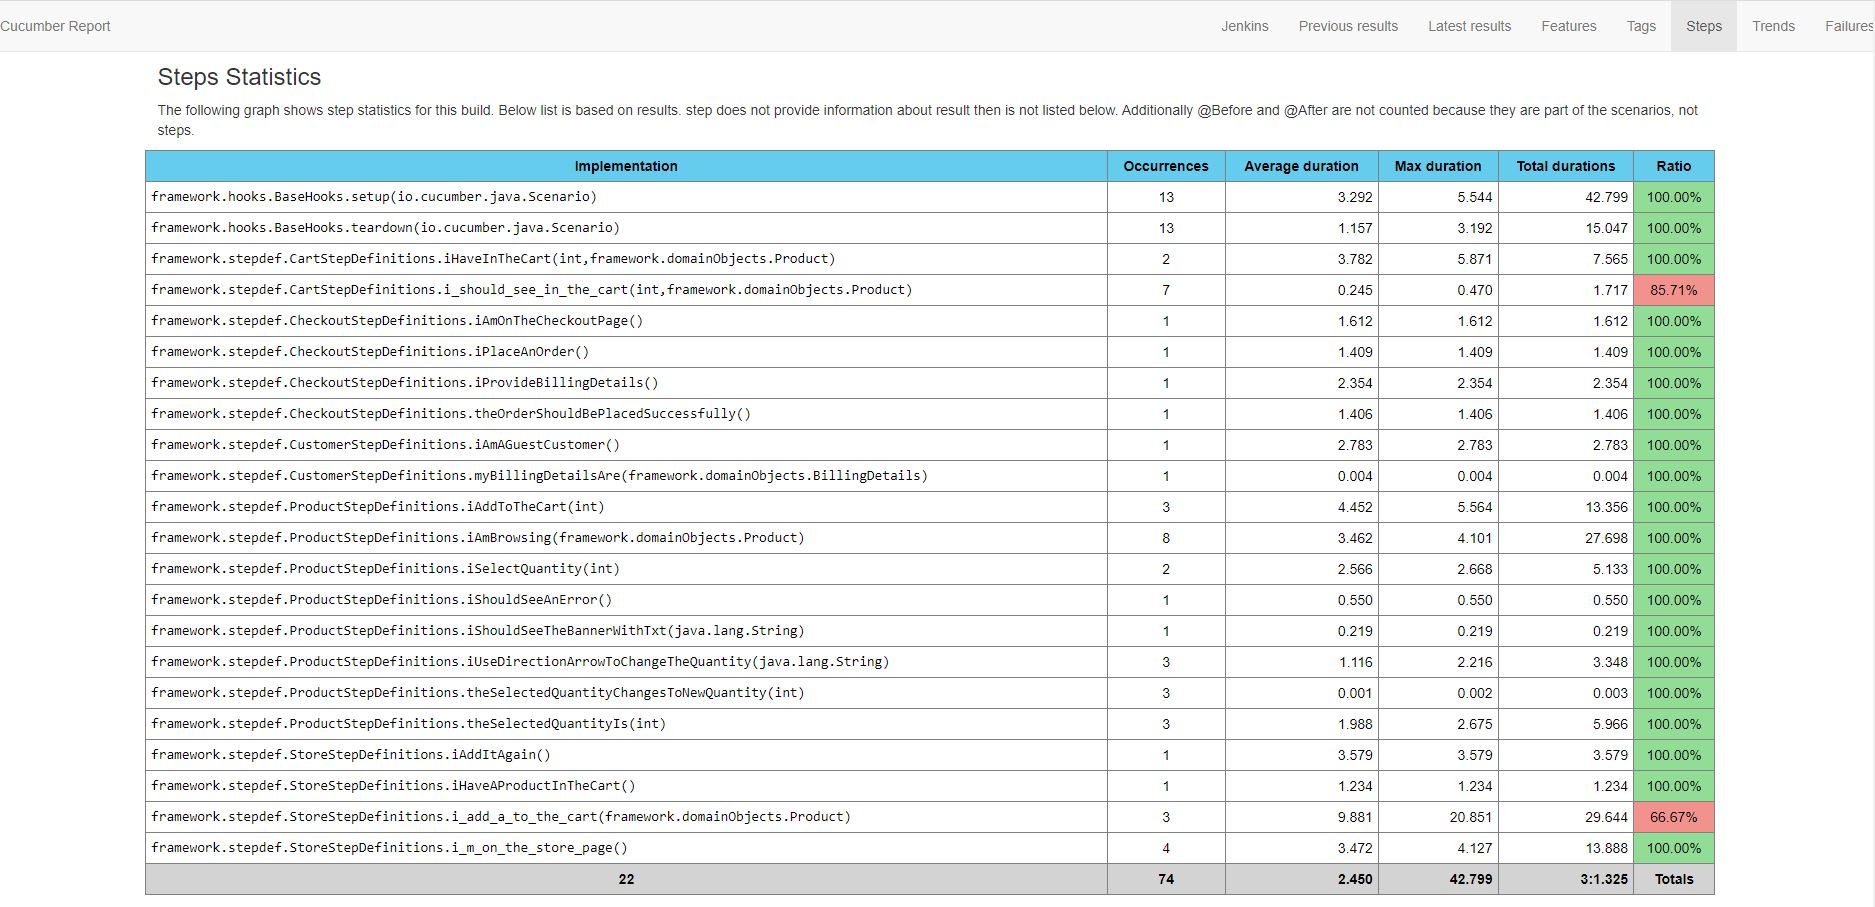 Cucumber Report Jenkins Previous results Latest results Features Tags Steps Trends Failures
Steps Statistics
The following graph shows step statistics for this build. Below list is based on results. step does not provide information about result then is not listed below. Additionally @Before and @After are not counted because they are part of the scenarios, not
steps.
Implementation Occurrences Average duration Max duration Total durations Ratio
framework.hooks.BaseHooks.setup(io.cucumber.java.Scenario) 13 3.292 5.544 42.799 100.00%
framework.hooks.BaseHooks.teardown(io.cucumber.java.Scenario) 13 1.157 3.192 15.047 100.00%
framework.stepdef.CartStepDefinitions.iHaveInTheCart(int,framework.domainObjects.Product) 2 3.782 5.871 7.565 100.00%
framework.stepdef.CartStepDefinitions.i_should_see_in_the_cart(int,framework.domainObjects.Product) 7 0.245 0.470 1.717 85.71%
framework.stepdef.CheckoutStepDefinitions.iAmOnTheCheckoutPage() 1 1.612 1.612 1.612 100.00%
framework.stepdef.CheckoutStepDefinitions.iPlaceAnOrder() 1 1.409 1.409 1.409 100.00%
framework.stepdef.CheckoutStepDefinitions.iProvideBillingDetails() 1 2.354 2.354 2.354 100.00%
framework.stepdef.CheckoutStepDefinitions.theOrderShouldBePlacedSuccessfully() 1 1.406 1.406 1.406 100.00%
framework.stepdef.CustomerStepDefinitions.iAmAGuestCustomer() 1 2.783 2.783 2.783 100.00%
framework.stepdef.CustomerStepDefinitions.myBillingDetailsAre(framework.domainObjects.BillingDetails) 1 0.004 0.004 0.004 100.00%
framework.stepdef.ProductStepDefinitions.iAddToTheCart(int) 3 4.452 5.564 13.356 100.00%
framework.stepdef.ProductStepDefinitions.iAmBrowsing(framework.domainObjects.Product) 8 3.462 4.101 27.698 100.00%
framework.stepdef.ProductStepDefinitions.iSelectQuantity(int) 2 2.566 2.668 5.133 100.00%
framework.stepdef.ProductStepDefinitions.iShouldSeeAnError() 1 0.550 0.550 0.550 100.00%
framework.stepdef.ProductStepDefinitions.iShouldSeeTheBannerWithTxt(java.lang.String) 1 0.219 0.219 0.219 100.00%
framework.stepdef.ProductStepDefinitions.iUseDirectionArrowToChangeTheQuantity(java.lang.String) 3 1.116 2.216 3.348 100.00%
framework.stepdef.ProductStepDefinitions.theSelectedQuantityChangesToNewQuantity(int) 3 0.001 0.002 0.003 100.00%
framework.stepdef.ProductStepDefinitions.theSelectedQuantityIs(int) 3 1.988 2.675 5.966 100.00%
framework.stepdef.StoreStepDefinitions.iAddItAgain() 1 3.579 3.579 3.579 100.00%
framework.stepdef.StoreStepDefinitions.iHaveAProductInTheCart() 1 1.234 1.234 1.234 100.00%
framework.stepdef.StoreStepDefinitions.i_add_a_to_the_cart(framework.domainObjects.Product) 3 9.881 20.851 29.644 66.67%
framework.stepdef.StoreStepDefinitions.i_m_on_the_store_page() 4 3.472 4.127 13.888 100.00%
22 74 2.450 42.799 3:1.325 Totals